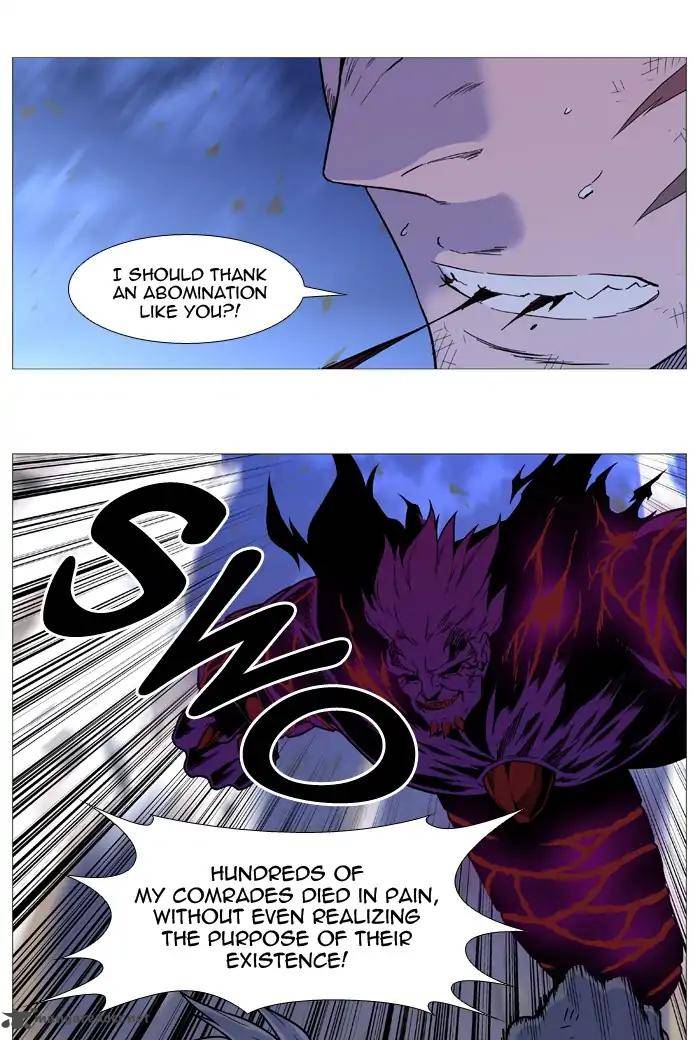 I SHOULD THANK
AN ABOMINATION
LIKE YOU?!
SWO
HUNDREDS OF
MY COMRADES DIED IN PAIN,
WITHOUT EVEN REALIZING
THE PURPOSE OF THEIR
EXISTENCE!